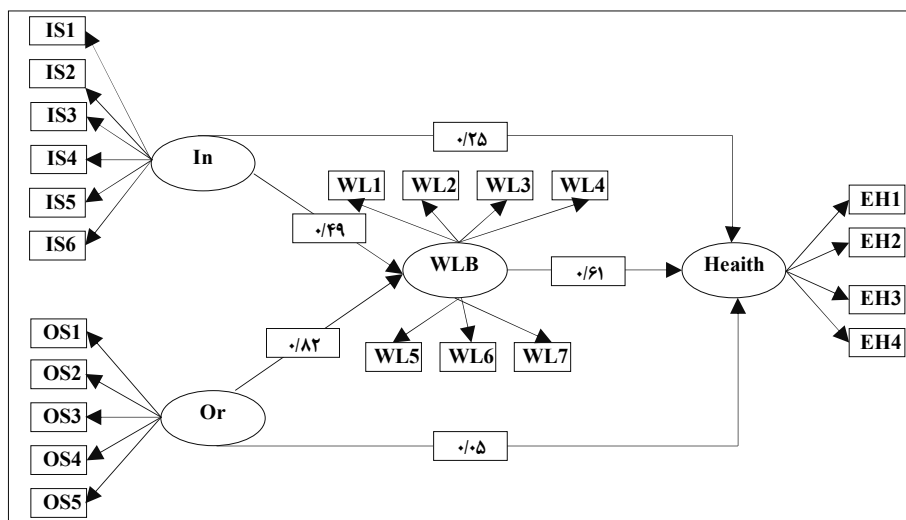 IS1
IS2
IS3
IS4
IS5
IS6
In
۰/۲۵
۰/۴۹
WL1
WL2
WL3
WL4
WLB
۰/۶۱
Heaith
EH1
EH2
EH3
EH4
۰/۸۲
WL5
WL6
WL7
OS1
OS2
OS3
OS4
OS5
Or
۰/۰۵